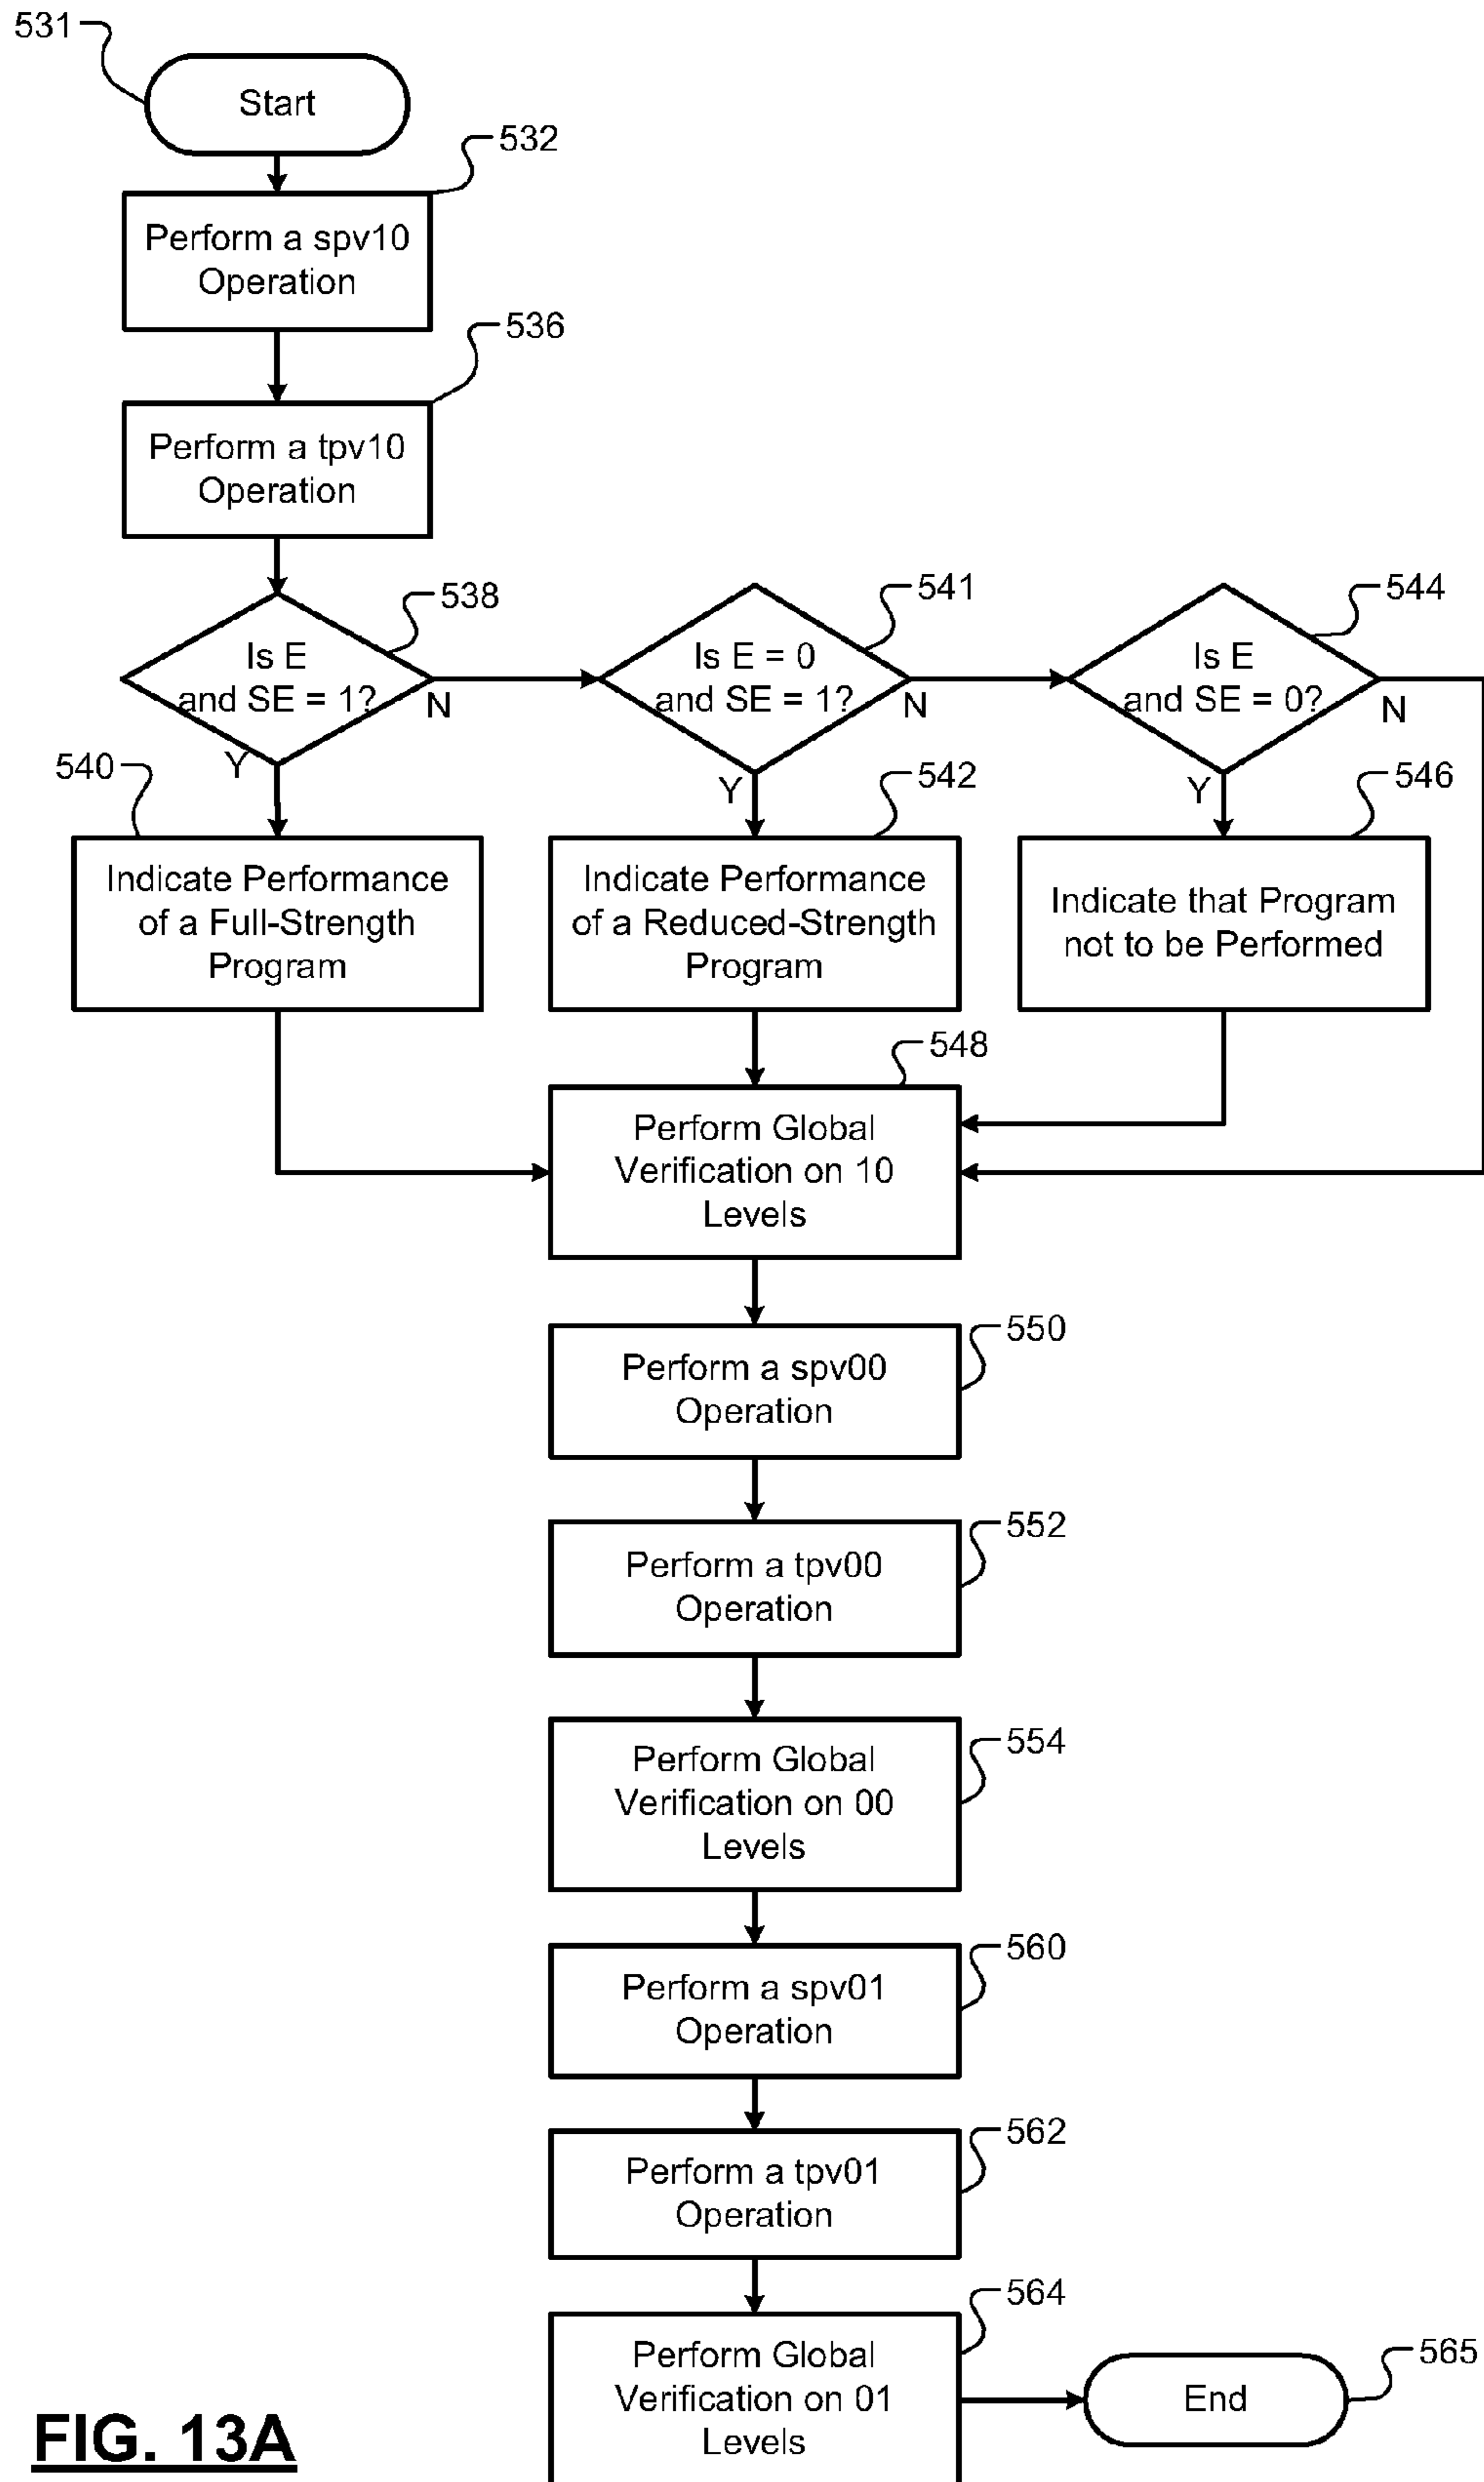 531
Start
532
Perform a spv10
Operation
536
Perform a tpv10
Operation
538
Is E
and SE = 1?
N
Y
541
Is E = 0
and SE = 1?
N
Y
544
Is E
and SE = 0?
N
Y
540
Indicate Performance
of a Full-Strength
Program
542
Indicate Performance
of a Reduced-Strength
Program
546
Indicate that Program
not to be Performed
548
Perform Global
Verification on 10
Levels
550
Perform a spv00
Operation
552
Perform a tpv00
Operation
554
Perform Global
Verification on 00
Levels
560
Perform a spv01
Operation
562
Perform a tpv01
Operation
564
Perform Global
Verification on 01
Levels
565
End
FIG. 13A